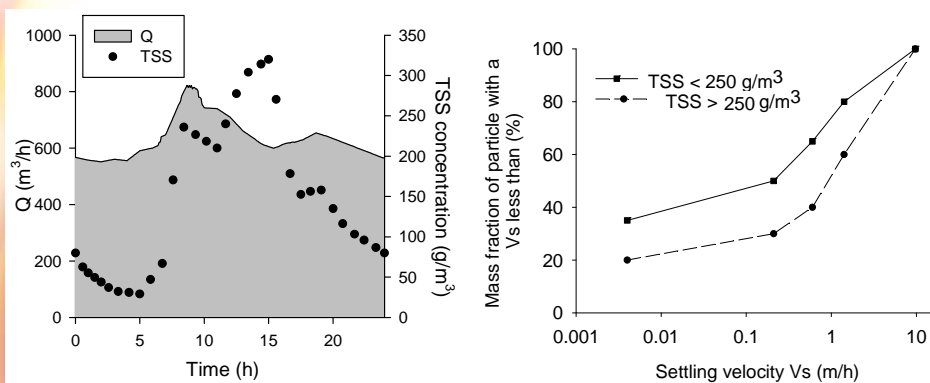 1000
800
600
400
200
0
Q (m³/h)
Q
TSS
350
300
250
200
150
100
50
0
TSS concentration (g/m³)
0 5 10 15 20
Time (h)
100
80
60
40
20
0
Mass fraction of particle with a
Vs less than (%)
TSS < 250 g/m³
TSS > 250 g/m³
0.001 0.01 0.1 1 10
Settling velocity Vs (m/h)